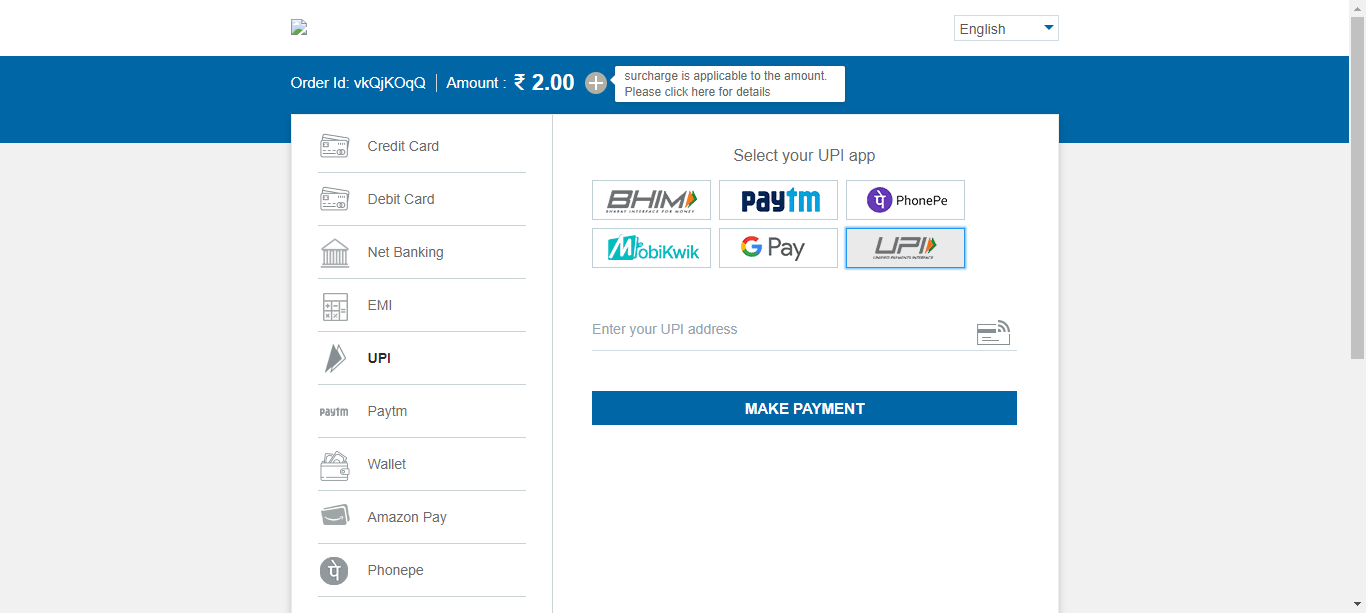 English
Order Id: vkQjKOqQ | Amount : ₹ 2.00
surcharge is applicable to the amount.
Please click here for details
Credit Card
Debit Card
Net Banking
EMI
UPI
paytm Paytm
Wallet
Amazon Pay
पे Phonepe
Select your UPI app
BHIM paytm पे PhonePe
BHARAT INTERFACE FOR MONEY
MobiKwik G Pay UPI
UNIFIED PAYMENTS INTERFACE
Enter your UPI address
MAKE PAYMENT